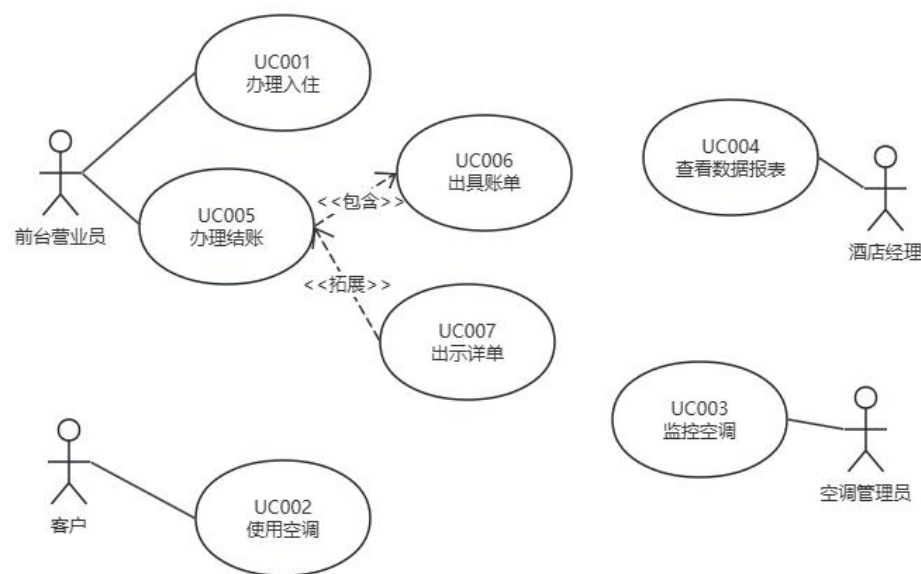 UC001
办理入住
UC006
出具账单
UC004
查看数据报表
<<包含>>
UC005
办理结账
前台营业员
酒店经理
<<拓展>>
UC007
出示详单
UC003
监控空调
空调管理员
UC002
使用空调
客户